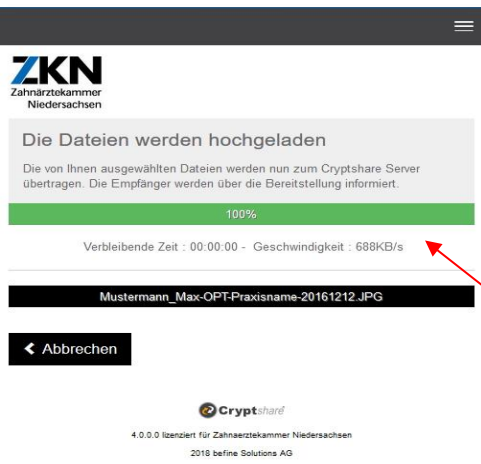 ZKN
Zahnärztekammer
Niedersachsen
Die Dateien werden hochgeladen
Die von Ihnen ausgewählten Dateien werden nun zum Cryptshare Server
übertragen. Die Empfänger werden über die Bereitstellung informiert.
100%
Verbleibende Zeit : 00:00:00 - Geschwindigkeit : 688KB/s
Mustermann_Max-OPT-Praxisname-20161212.JPG
Abbrechen
Cryptshare
4.0.0.0 lizenziert für Zahnaerztekammer Niedersachsen
2018 befine Solutions AG